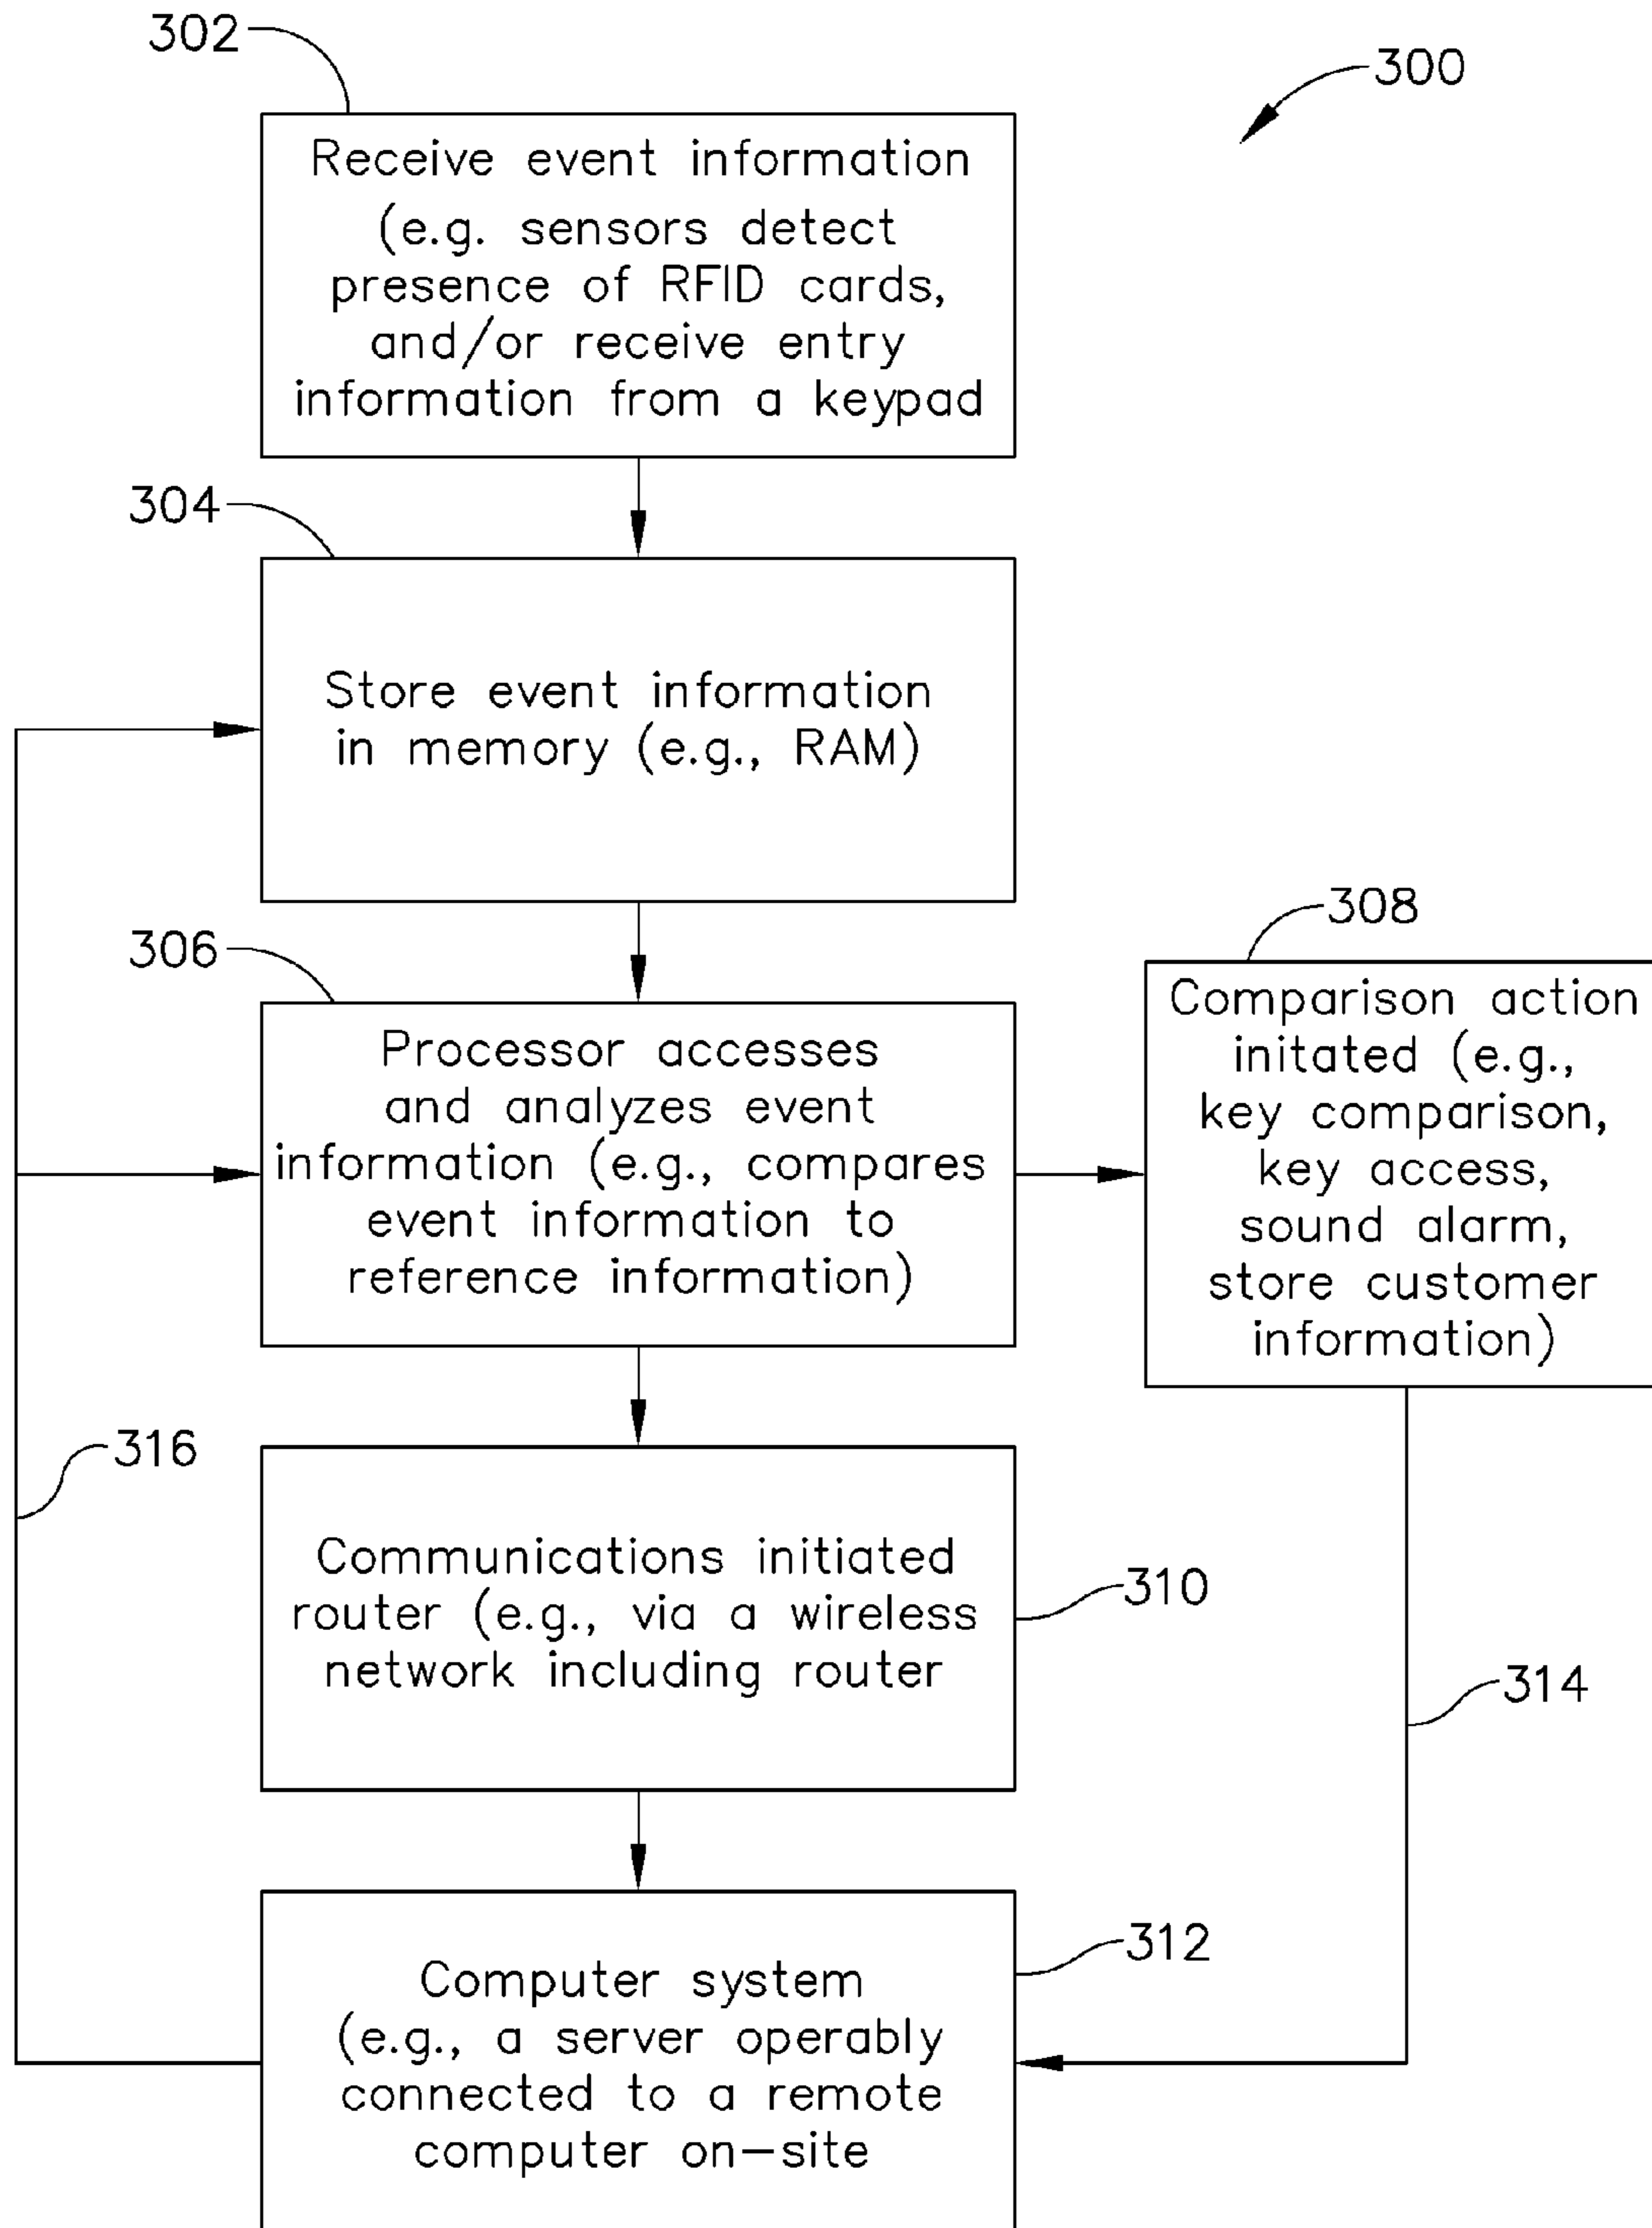 302
300
Receive event information
(e.g. sensors detect
presence of RFID cards,
and/or receive entry
information from a keypad
304
Store event information
in memory (e.g., RAM)
306
Processor accesses
and analyzes event
information (e.g., compares
event information to
reference information)
308
Comparison action
initated (e.g.,
key comparison,
key access,
sound alarm,
store customer
information)
316
Communications initiated
router (e.g., via a wireless
network including router
310
314
312
Computer system
(e.g., a server operably
connected to a remote
computer on-site